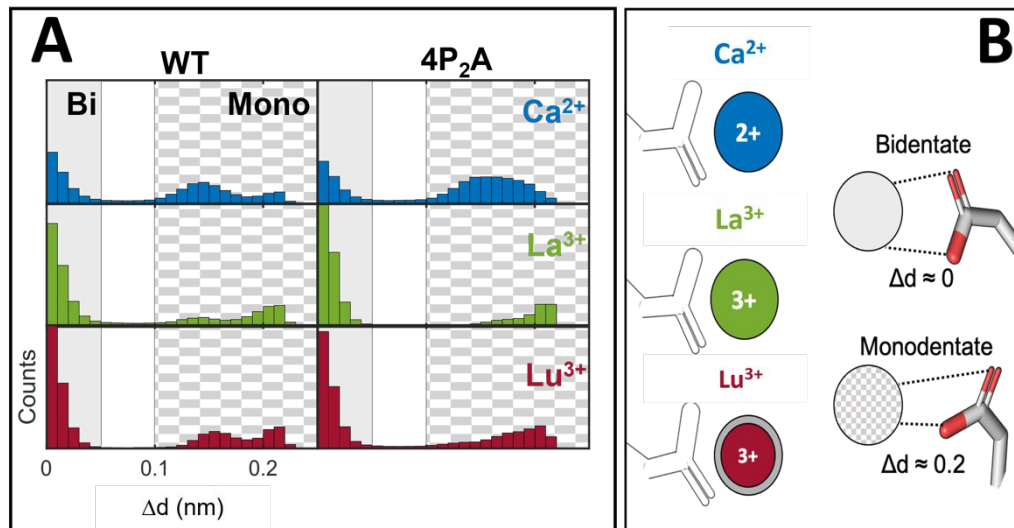 A
WT
4P₂A
Bi
Mono
Ca²⁺
La³⁺
Lu³⁺
Counts
0
0.1
0.2
Δd (nm)
B
Ca²⁺
2+
La³⁺
3+
Lu³⁺
3+
Bidentate
Δd ≈ 0
Monodentate
Δd ≈ 0.2